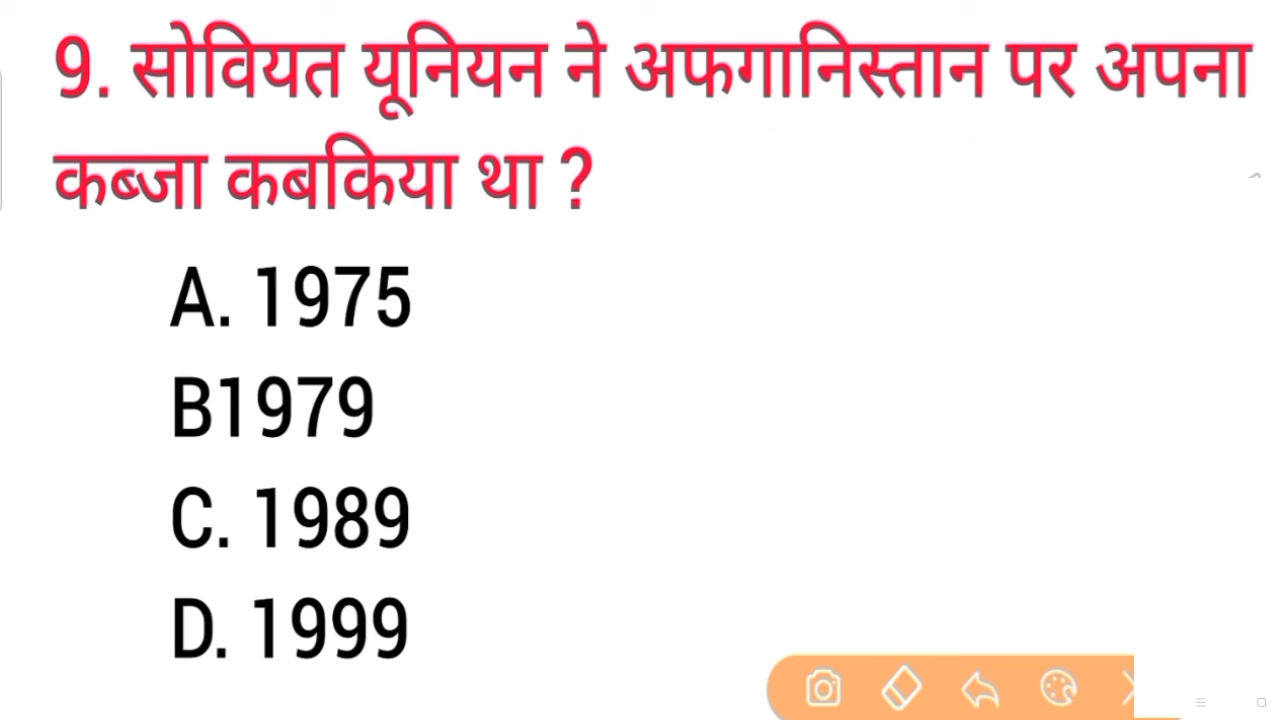 9. सोवियत यूनियन ने अफगानिस्तान पर अपना
कब्जा कबकिया था ?
A. 1975
B1979
C. 1989
D. 1999